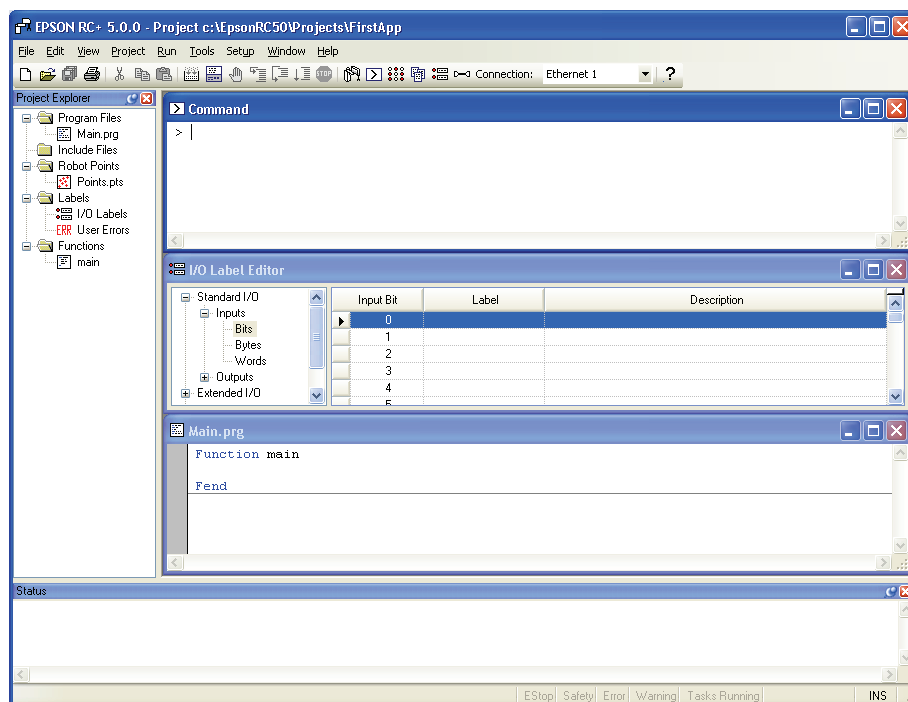 EPSON RC+ 5.0.0 - Project c:\EpsonRC50\Projects\FirstApp
File Edit View Project Run Tools Setup Window Help
STOP Connection: Ethernet 1 ?
Project Explorer
Program Files
Main.prg
Include Files
Robot Points
Points.pts
Labels
I/O Labels
ERR User Errors
Functions
main
Command
>
I/O Label Editor
Standard I/O
Inputs
Bits
Bytes
Words
Outputs
Extended I/O
Input Bit Label Description
0
1
2
3
4
5
Main.prg
Function main
Fend
Status
EStop Safety Error Warning Tasks Running INS